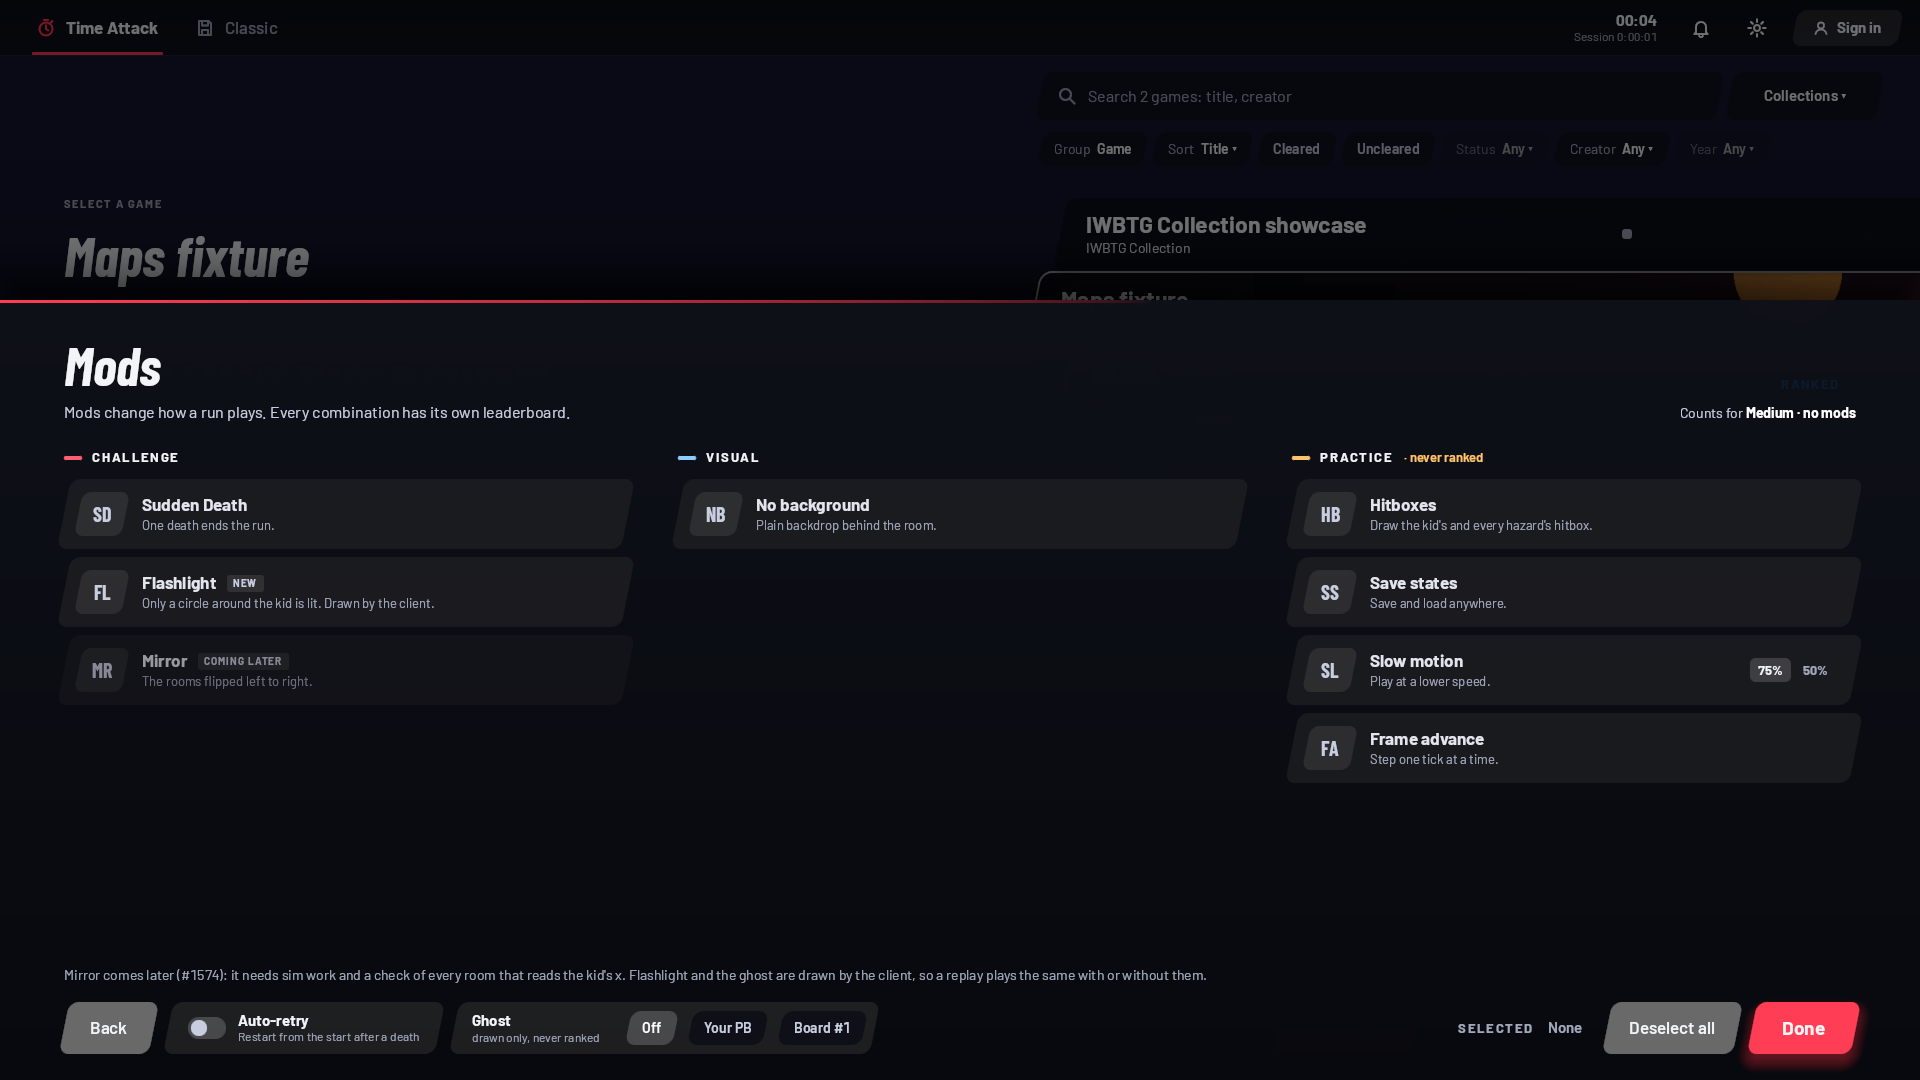 Time Attack
Classic
00:04
Session 0:00:01
Sign in
Search 2 games: title, creator
Collections ▾
Group Game
Sort Title ▾
Cleared
Uncleared
Status Any ▾
Creator Any ▾
Year Any ▾
SELECT A GAME
Maps fixture
IWBTG Collection showcase
IWBTG Collection
Maps fixture
Mods
Mods change how a run plays. Every combination has its own leaderboard.
RANKED
Counts for Medium · no mods
CHALLENGE
SD
Sudden Death
One death ends the run.
FL
Flashlight NEW
Only a circle around the kid is lit. Drawn by the client.
MR
Mirror COMING LATER
The rooms flipped left to right.
VISUAL
NB
No background
Plain backdrop behind the room.
PRACTICE · never ranked
HB
Hitboxes
Draw the kid's and every hazard's hitbox.
SS
Save states
Save and load anywhere.
SL
Slow motion
Play at a lower speed.
75% 50%
FA
Frame advance
Step one tick at a time.
Mirror comes later (#1574): it needs sim work and a check of every room that reads the kid's x. Flashlight and the ghost are drawn by the client, so a replay plays the same with or without them.
Back
Auto-retry
Restart from the start after a death
Ghost
drawn only, never ranked
Off
Your PB
Board #1
SELECTED None
Deselect all
Done